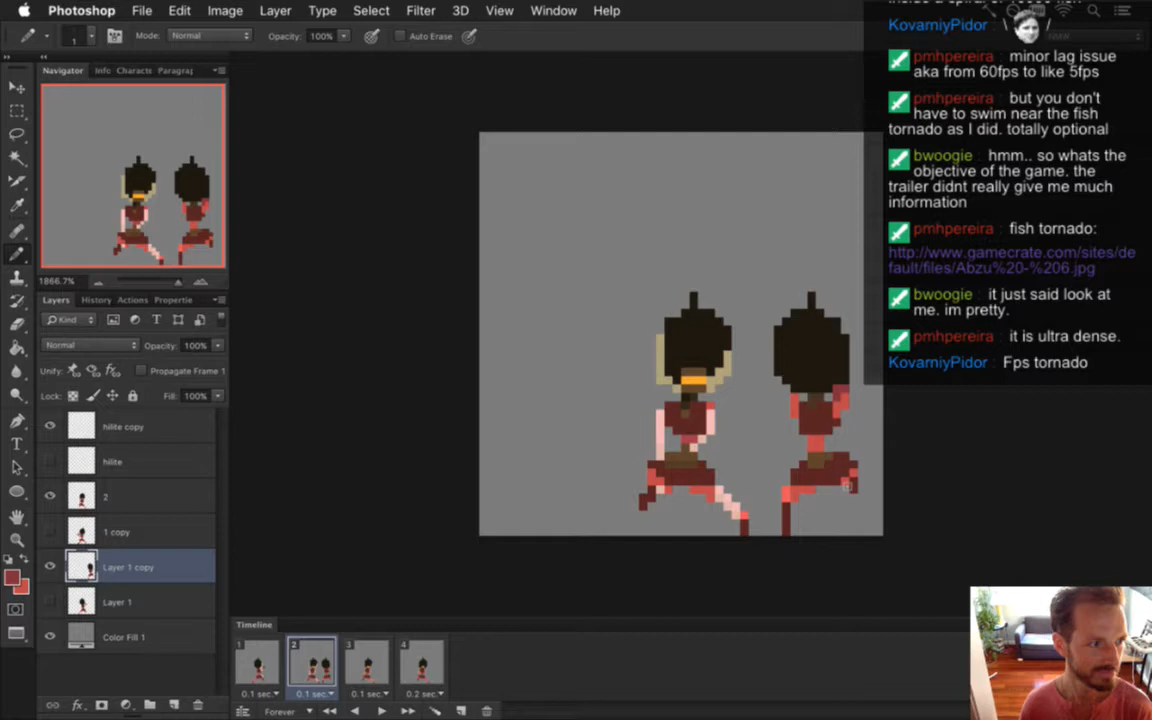 Photoshop File Edit Image Layer Type Select Filter 3D View Window Help
1 Mode: Normal Opacity: 100% Auto Erase
Navigator Info Characts Paragraj
1866.7%
Layers History Actions Propertie
Kind
Normal Opacity: 100%
Unify: Propagate Frame 1
Lock: Fill: 100%
hilite copy
hilite
2
1 copy
Layer 1 copy
Layer 1
Color Fill 1
KovarniyPidor :
pmhpereira : minor lag issue
aka from 60fps to like 5fps
pmhpereira : but you don't
have to swim near the fish
tornado as I did. totally optional
bwoogie : hmm.. so whats the
objective of the game. the
trailer didnt really give me much
information
pmhpereira : fish tornado:
http://www.gamecrate.com/sites/de
fault/files/Abzu%20-%206.jpg
bwoogie : it just said look at
me. im pretty.
pmhpereira : it is ultra dense.
KovarniyPidor : Fps tornado
Timeline
1 2 3 4
0.1 sec. 0.1 sec. 0.1 sec. 0.2 sec.
Forever